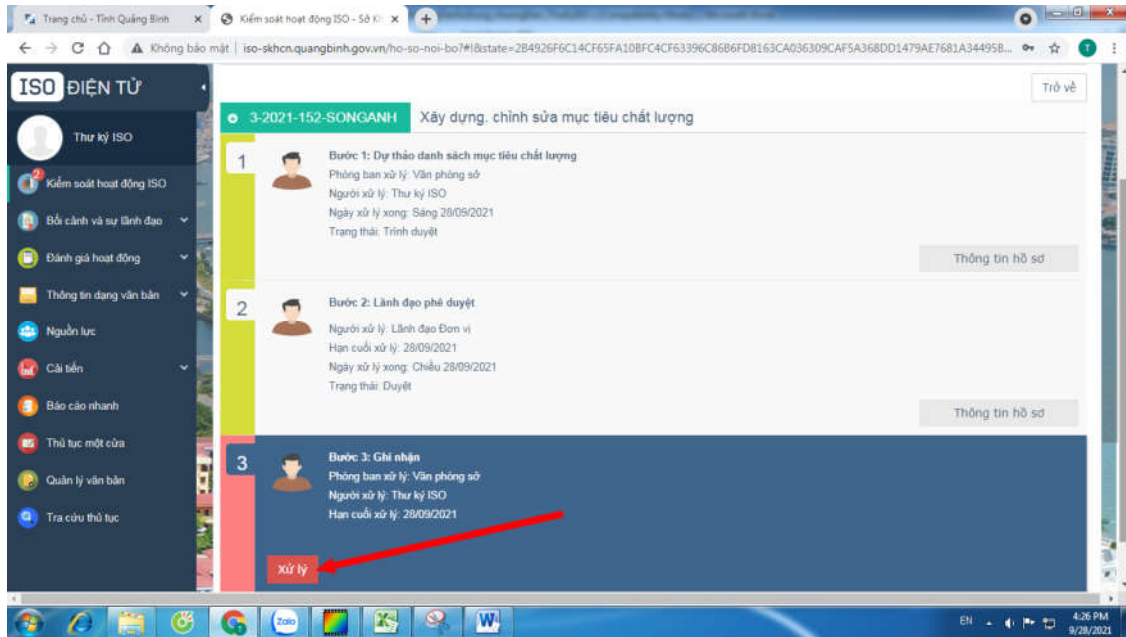 Trang chủ - Tỉnh Quảng Bình
Kiểm soát hoạt động ISO - Sở K
Không bảo mật
iso-skhcn.quangbinh.gov.vn/ho-so-noi-bo?#!&state=2B4926F6C14CF65FA10BFC4CF63396C86B6FD8163CA036309CAF5A368DD1479AE7681A34495B...
T
ISO ĐIỆN TỬ
Trở về
Thư ký ISO
2
Kiểm soát hoạt động ISO
Bối cảnh và sự lãnh đạo
Đánh giá hoạt động
Thông tin dạng văn bản
Nguồn lực
Cải tiến
Báo cáo nhanh
Thủ tục một cửa
Quản lý văn bản
Tra cứu thủ tục
3-2021-152-SONGANH
Xây dựng. chỉnh sửa mục tiêu chất lượng
1
Bước 1: Dự thảo danh sách mục tiêu chất lượng
Phòng ban xử lý: Văn phòng sở
Người xử lý: Thư ký ISO
Ngày xử lý xong: Sáng 28/09/2021
Trạng thái: Trình duyệt
Thông tin hồ sơ
2
Bước 2: Lãnh đạo phê duyệt
Người xử lý: Lãnh đạo Đơn vị
Hạn cuối xử lý: 28/09/2021
Ngày xử lý xong: Chiều 28/09/2021
Trạng thái: Duyệt
Thông tin hồ sơ
3
Bước 3: Ghi nhận
Phòng ban xử lý: Văn phòng sở
Người xử lý: Thư ký ISO
Hạn cuối xử lý: 28/09/2021
Xử lý
Zalo
EN
4:26 PM
9/28/2021